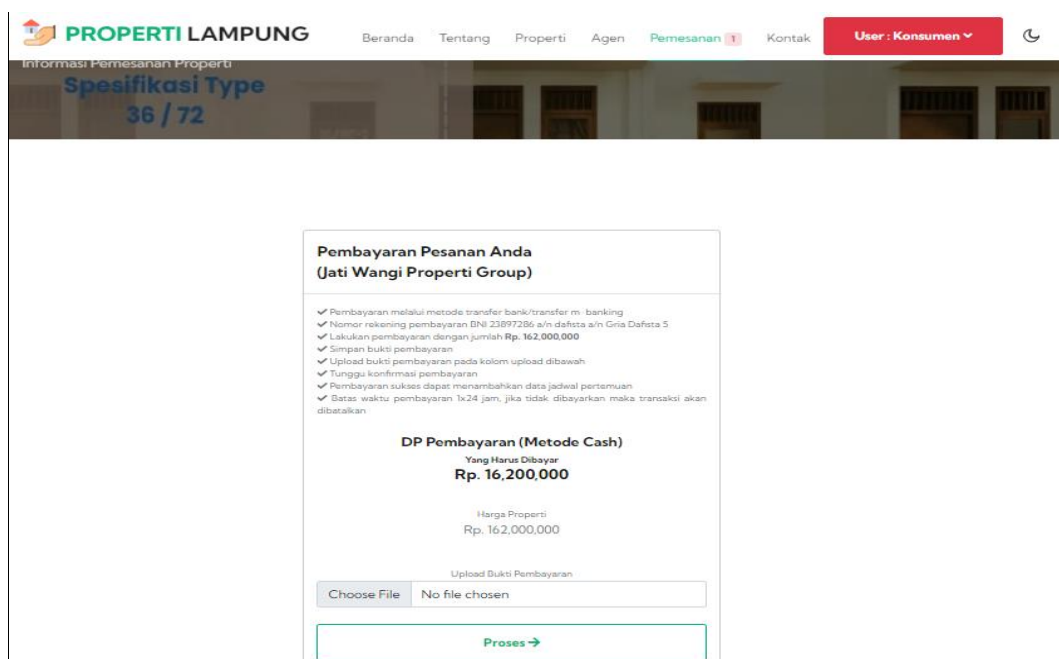 PROPERTI LAMPUNG
Beranda Tentang Properti Agen Pemesanan 1 Kontak User : Konsumen
Informasi Pemesanan Properti
Spesifikasi Type
36 / 72
Pembayaran Pesanan Anda
(Jati Wangi Properti Group)
✔ Pembayaran melalui metode transfer bank/transfer m- banking
✔ Nomor rekening pembayaran BNI 23897286 a/n dafista a/n Gria Dafista 5
✔ Lakukan pembayaran dengan jumlah Rp. 162,000,000
✔ Simpan bukti pembayaran
✔ Upload bukti pembayaran pada kolom upload dibawah
✔ Tunggu konfirmasi pembayaran
✔ Pembayaran sukses dapat menambahkan data jadwal pertemuan
✔ Batas waktu pembayaran 1x24 jam, jika tidak dibayarkan maka transaksi akan
dibatalkan
DP Pembayaran (Metode Cash)
Yang Harus Dibayar
Rp. 16,200,000
Harga Properti
Rp. 162,000,000
Upload Bukti Pembayaran
Choose File No file chosen
Proses →